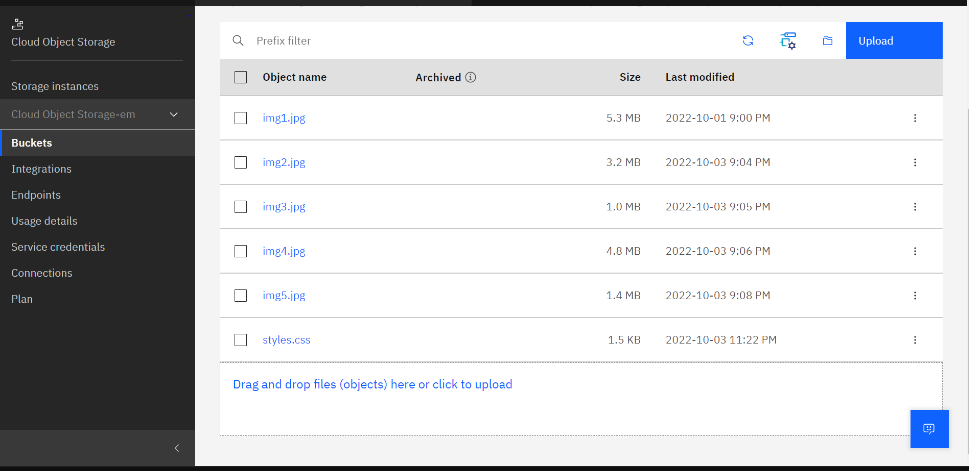 Cloud Object Storage
Storage instances
Cloud Object Storage-em
Buckets
Integrations
Endpoints
Usage details
Service credentials
Connections
Plan
Prefix filter
Upload
Object name Archived Size Last modified
img1.jpg 5.3 MB 2022-10-01 9:00 PM
img2.jpg 3.2 MB 2022-10-03 9:04 PM
img3.jpg 1.0 MB 2022-10-03 9:05 PM
img4.jpg 4.8 MB 2022-10-03 9:06 PM
img5.jpg 1.4 MB 2022-10-03 9:08 PM
styles.css 1.5 KB 2022-10-03 11:22 PM
Drag and drop files (objects) here or click to upload